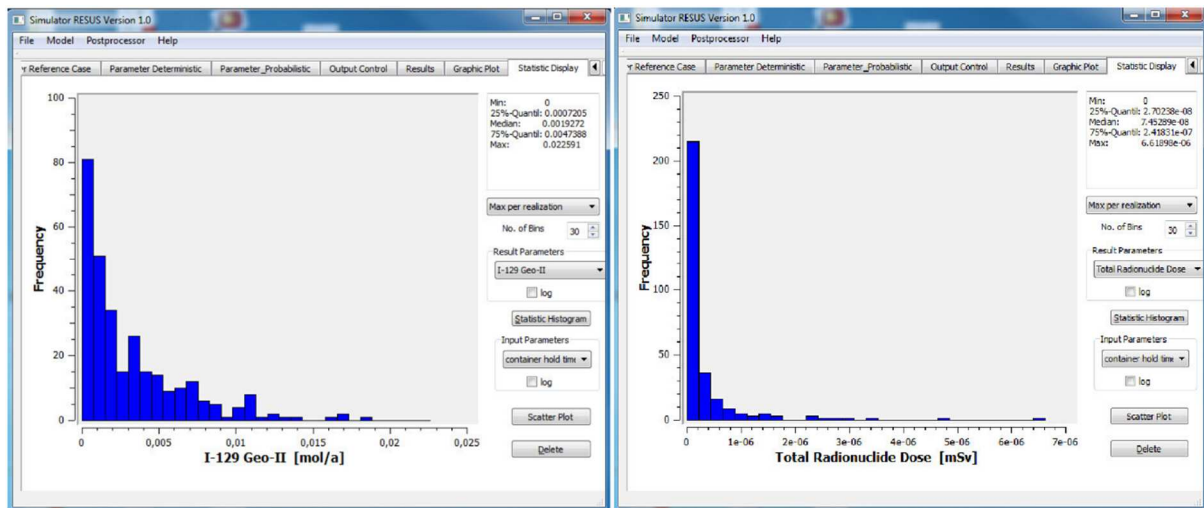 Simulator RESUS Version 1.0
File Model Postprocessor Help
r Reference Case Parameter Deterministic Parameter_Probabilistic Output Control Results Graphic Plot Statistic Display
100
80
60
40
20
0
Frequency
0 0,005 0,01 0,015 0,02 0,025
I-129 Geo-II [mol/a]
Min: 0
25%-Quantil: 0.0007205
Median: 0.0019272
75%-Quantil: 0.0047388
Max: 0.022591
Max per realization
No. of Bins 30
Result Parameters
I-129 Geo-II
log
Statistic Histogram
Input Parameters
container hold time
log
Scatter Plot
Delete
Simulator RESUS Version 1.0
File Model Postprocessor Help
r Reference Case Parameter Deterministic Parameter_Probabilistic Output Control Results Graphic Plot Statistic Display
250
200
150
100
50
0
Frequency
0 1e-06 2e-06 3e-06 4e-06 5e-06 6e-06 7e-06
Total Radionuclide Dose [mSv]
Min: 0
25%-Quantil: 2.70238e-08
Median: 7.45289e-08
75%-Quantil: 2.41831e-07
Max: 6.61898e-06
Max per realization
No. of Bins 30
Result Parameters
Total Radionuclide Dose
log
Statistic Histogram
Input Parameters
container hold time
log
Scatter Plot
Delete